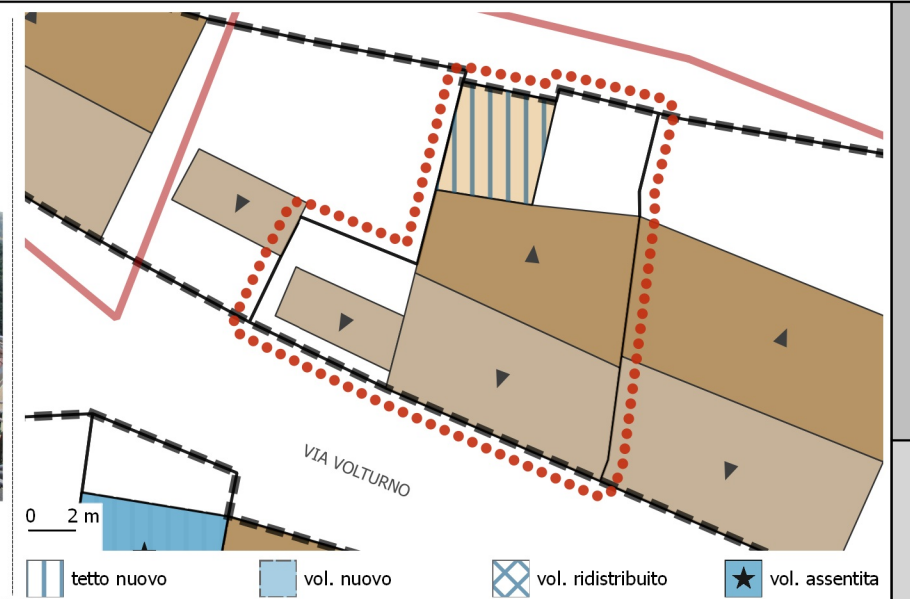 VIA VOLTURNO
0 2 m
tetto nuovo
vol. nuovo
vol. ridistribuito
vol. assentita